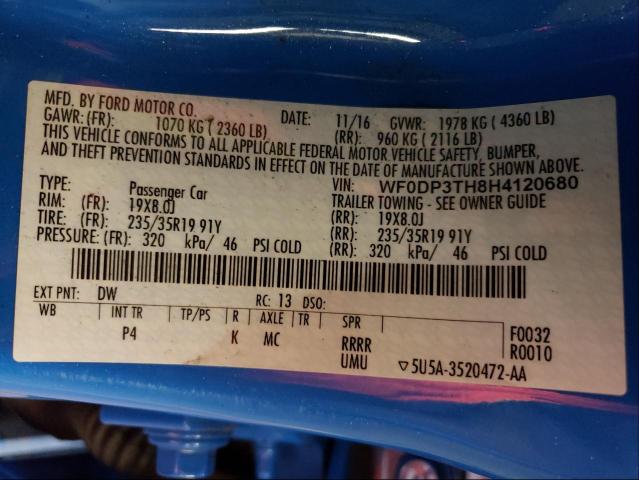 MFD. BY FORD MOTOR CO. DATE: 11/16 GVWR: 1978 KG ( 4360 LB)
GAWR: (FR): 1070 KG ( 2360 LB) (RR): 960 KG ( 2116 LB)
THIS VEHICLE CONFORMS TO ALL APPLICABLE FEDERAL MOTOR VEHICLE SAFETY, BUMPER,
AND THEFT PREVENTION STANDARDS IN EFFECT ON THE DATE OF MANUFACTURE SHOWN ABOVE.
VIN: WF0DP3TH8H4120680
TYPE: Passenger Car TRAILER TOWING - SEE OWNER GUIDE
RIM: (FR): 19X8.0J (RR): 19X8.0J
TIRE: (FR): 235/35R19 91Y (RR): 235/35R19 91Y
PRESSURE: (FR): 320 kPa/ 46 PSI COLD (RR): 320 kPa/ 46 PSI COLD
EXT PNT: DW RC: 13 DSO:
WB INT TR TP/PS R AXLE TR SPR F0032
P4 K MC RRRR R0010
UMU ▽5U5A-3520472-AA